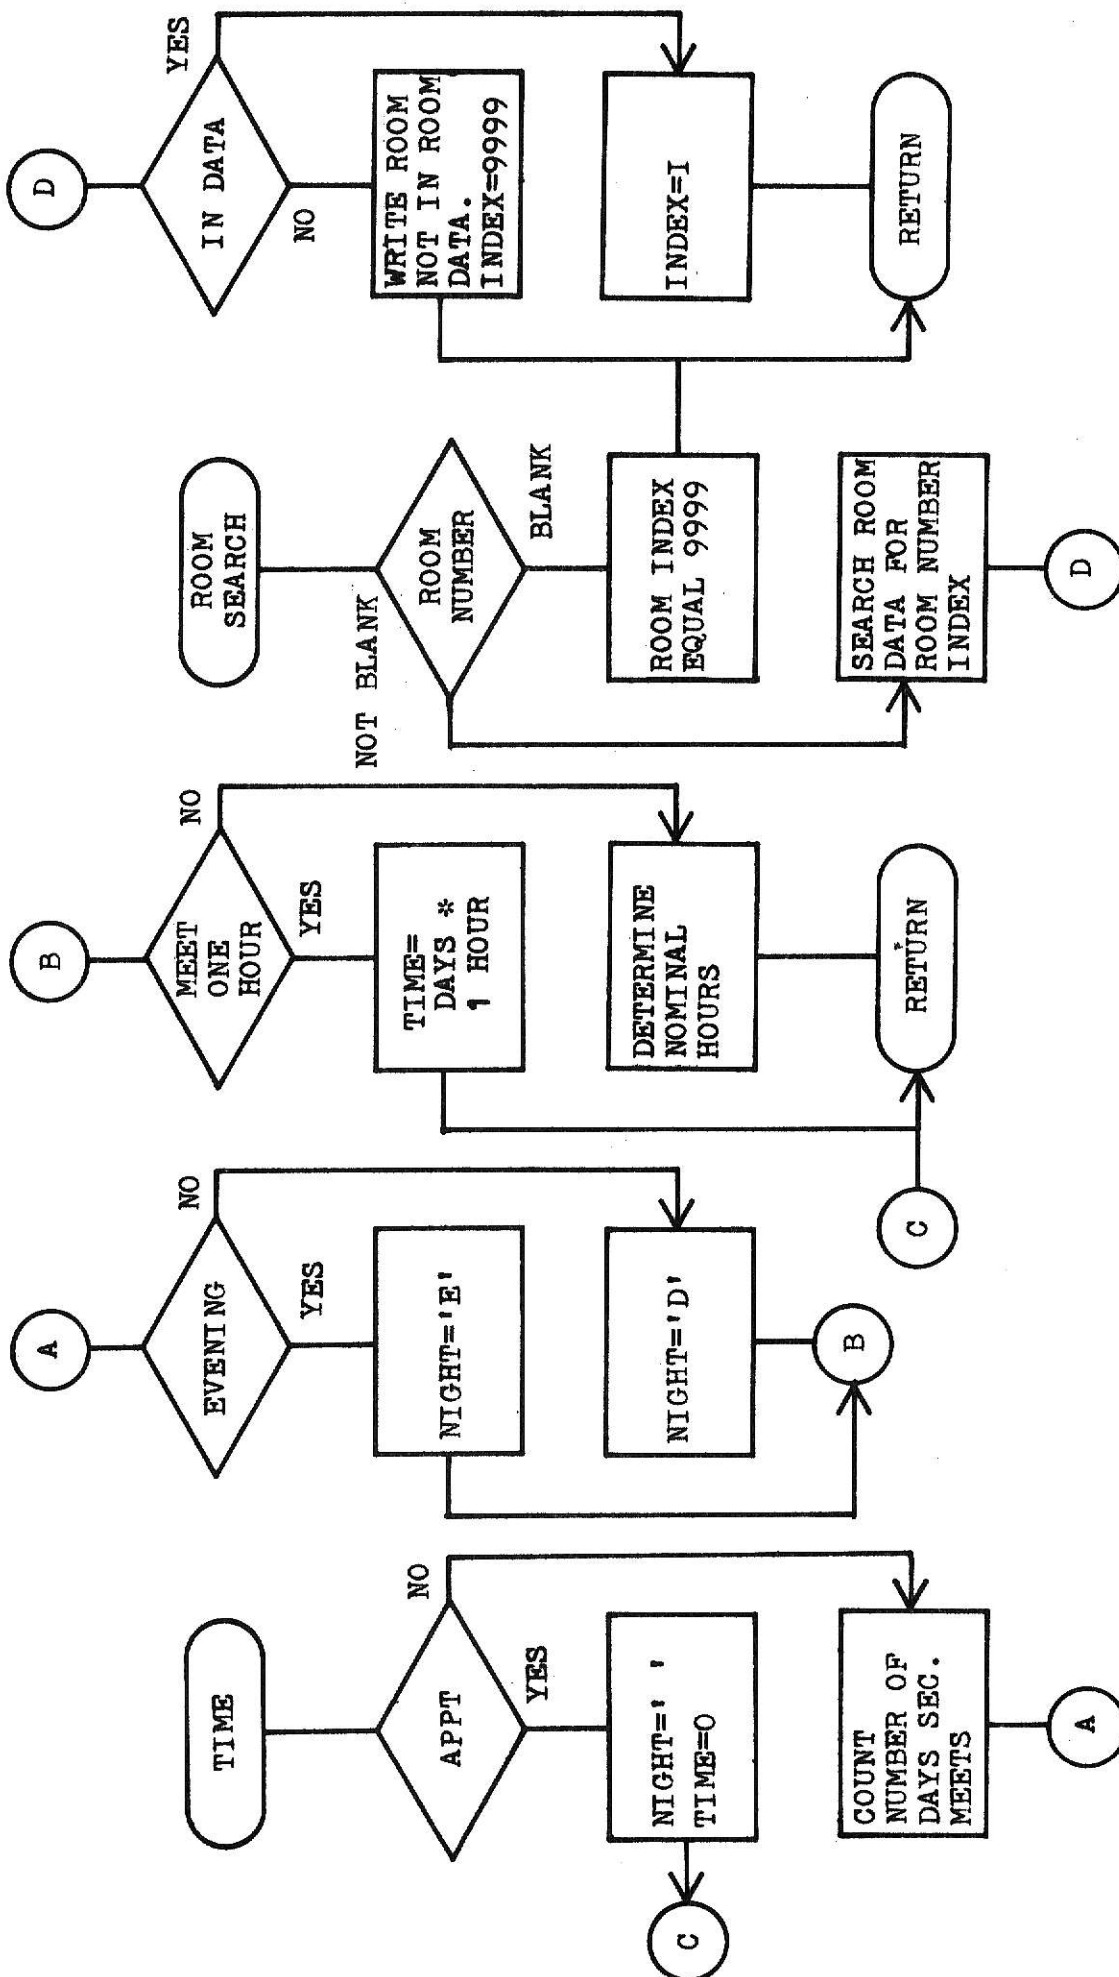 TIME
APPT
NO
YES
NIGHT=' '
TIME=0
C
COUNT
NUMBER OF
DAYS SEC.
MEETS
A
A
EVENING
NO
YES
NIGHT='E'
NIGHT='D'
B
B
MEET
ONE
HOUR
NO
YES
TIME=
DAYS *
1 HOUR
DETERMINE
NOMINAL
HOURS
RETURN
C
ROOM
SEARCH
ROOM
NUMBER
NOT BLANK
BLANK
ROOM INDEX
EQUAL 9999
SEARCH ROOM
DATA FOR
ROOM NUMBER
INDEX
D
D
IN DATA
YES
NO
WRITE ROOM
NOT IN ROOM
DATA.
INDEX=9999
INDEX=I
RETURN